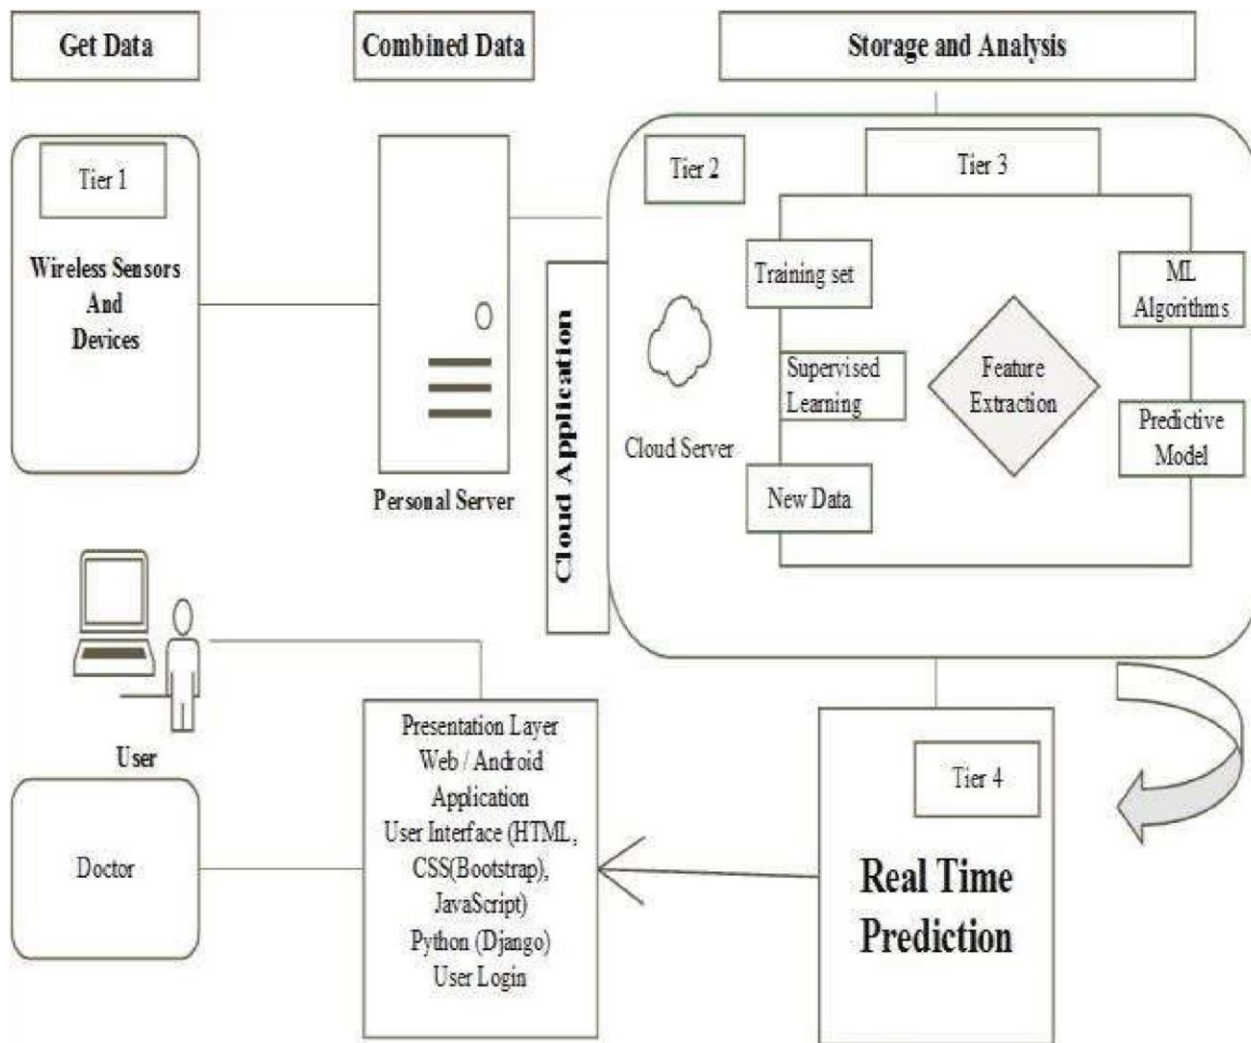 Get Data
Combined Data
Storage and Analysis
Tier 1
Wireless Sensors
And
Devices
Personal Server
Cloud Application
Tier 2
Cloud Server
Tier 3
Training set
Supervised
Learning
New Data
Feature
Extraction
ML
Algorithms
Predictive
Model
User
Doctor
Presentation Layer
Web / Android
Application
User Interface (HTML,
CSS(Bootstrap),
JavaScript)
Python (Django)
User Login
Tier 4
Real Time
Prediction